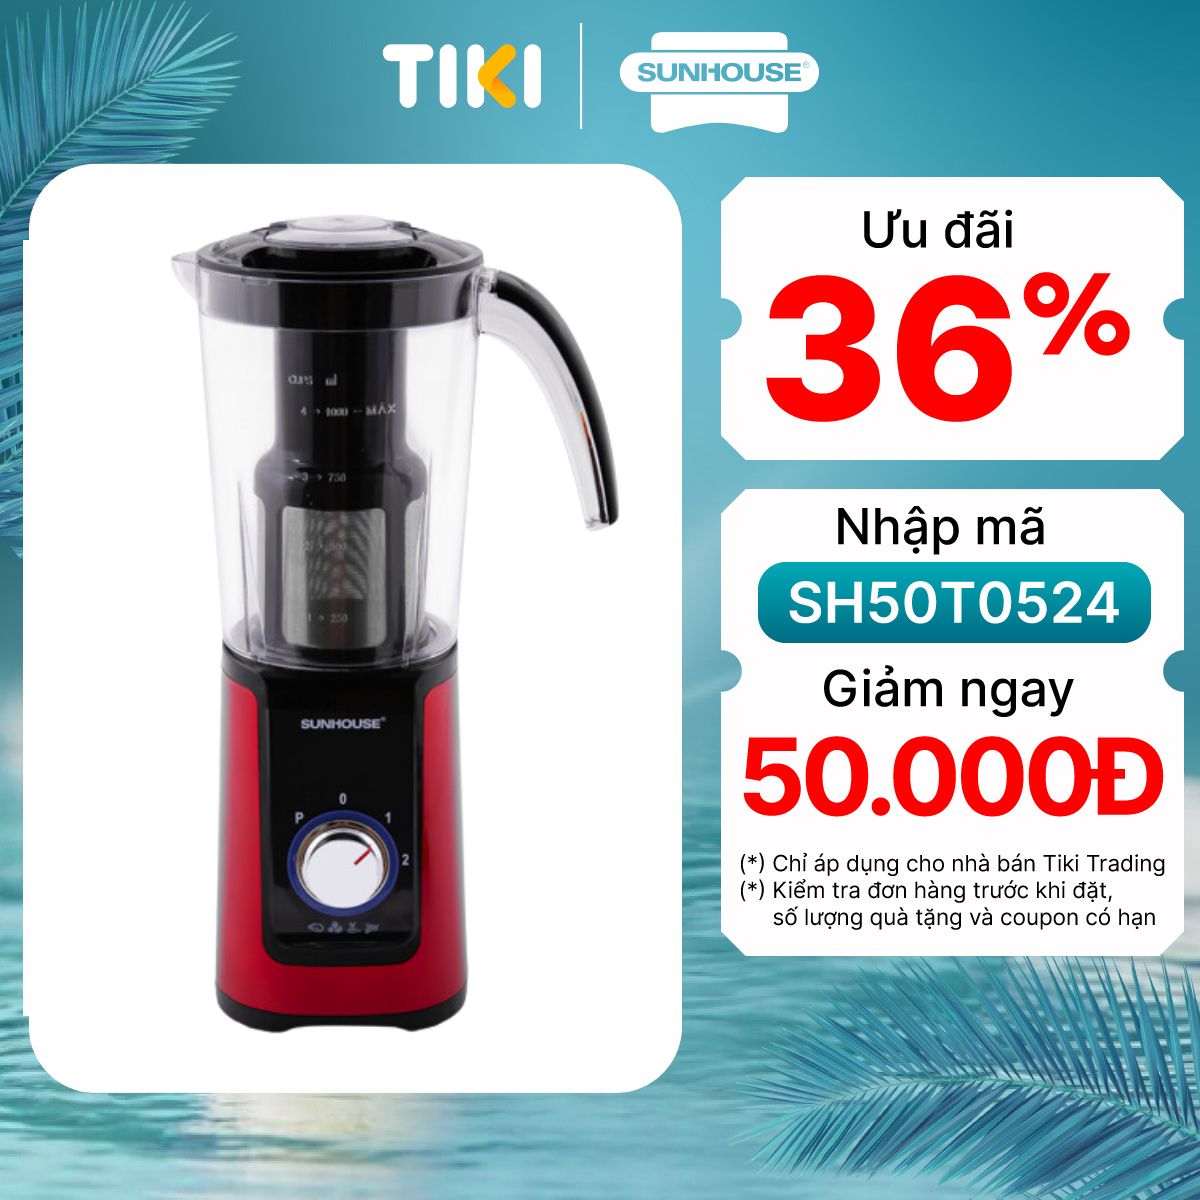 TIKI
SUNHOUSE®
Ưu đãi
36%
Nhập mã
SH50T0524
Giảm ngay
50.000Đ
(*) Chỉ áp dụng cho nhà bán Tiki Trading
(*) Kiểm tra đơn hàng trước khi đặt,
số lượng quà tặng và coupon có hạn
CUPS ml
4 1000 MAX
3 750
1 250
SUNHOUSE®
0
P 1
2